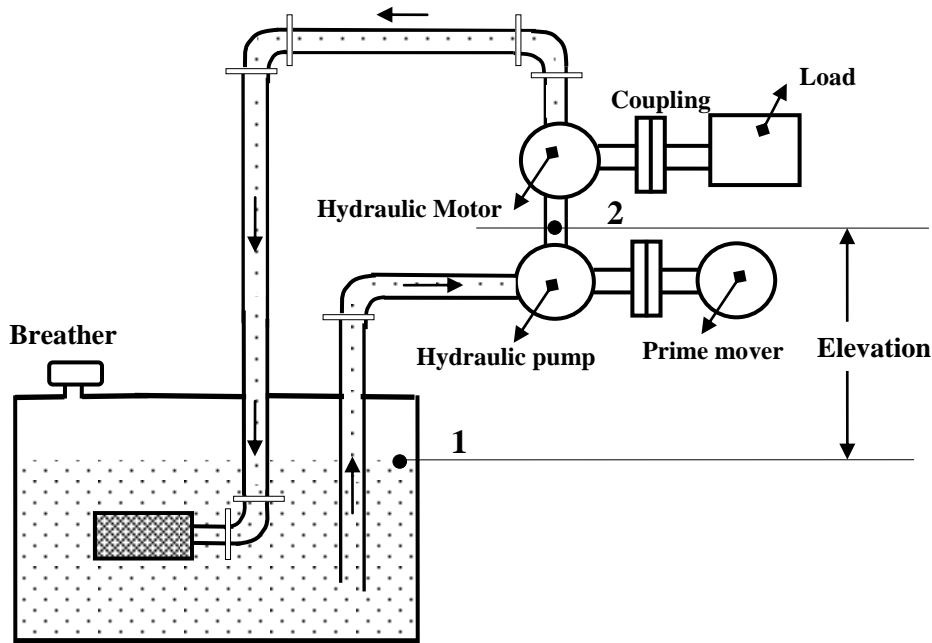 Load
Coupling
Hydraulic Motor
2
Breather
Hydraulic pump
Prime mover
Elevation
1